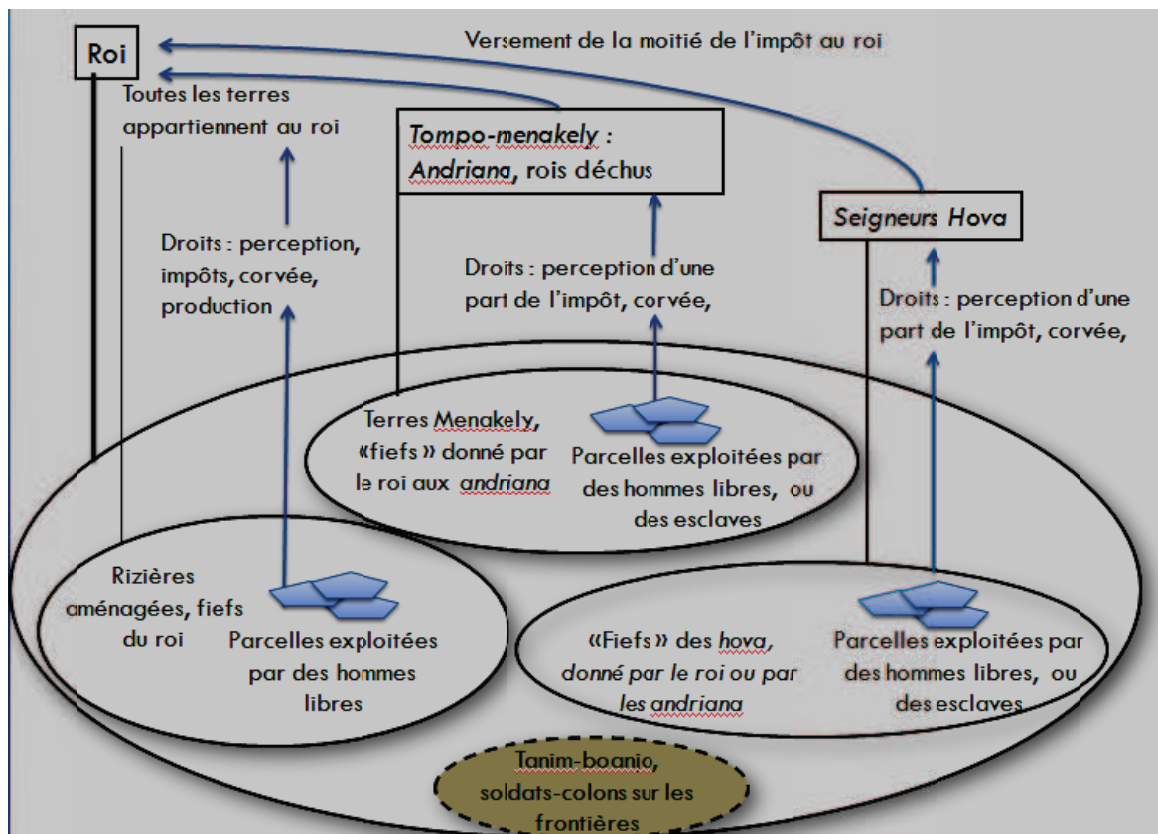 Versement de la moitié de l'impôt au roi
Roi
Toutes les terres
appartiennent au roi
Tompo-menakely :
Andriana, rois déchus
Seigneurs Hova
Droits : perception,
impôts, corvée,
production
Droits : perception d'une
part de l'impôt, corvée,
Droits : perception d'une
part de l'impôt, corvée,
Terres Menakely,
«fiefs » donné par
le roi aux andriana
Parcelles exploitées par
des hommes libres, ou
des esclaves
Rizières
aménagées, fiefs
du roi
Parcelles exploitées
par des hommes
libres
«Fiefs » des hova,
donné par le roi ou par
les andriana
Parcelles exploitées par
des hommes libres, ou
des esclaves
Tanim-boanio,
soldats-colons sur les
frontières